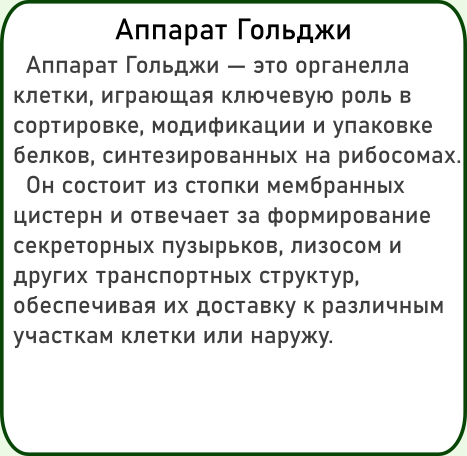 Аппарат Гольджи
Аппарат Гольджи — это органелла
клетки, играющая ключевую роль в
сортировке, модификации и упаковке
белков, синтезированных на рибосомах.
Он состоит из стопки мембранных
цистерн и отвечает за формирование
секреторных пузырьков, лизосом и
других транспортных структур,
обеспечивая их доставку к различным
участкам клетки или наружу.